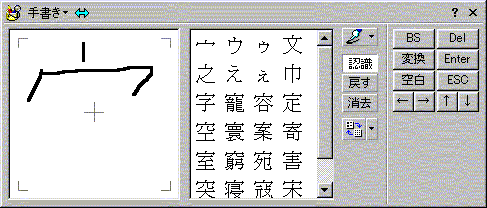 手書き
宀 ウ ゥ 文
之 え ぇ 巾
字 籠 容 定
空 寰 案 寄
室 窮 宛 害
突 寝 寇 宋
認識
戻す
消去
BS Del
変換 Enter
空白 ESC
← → ↑ ↓